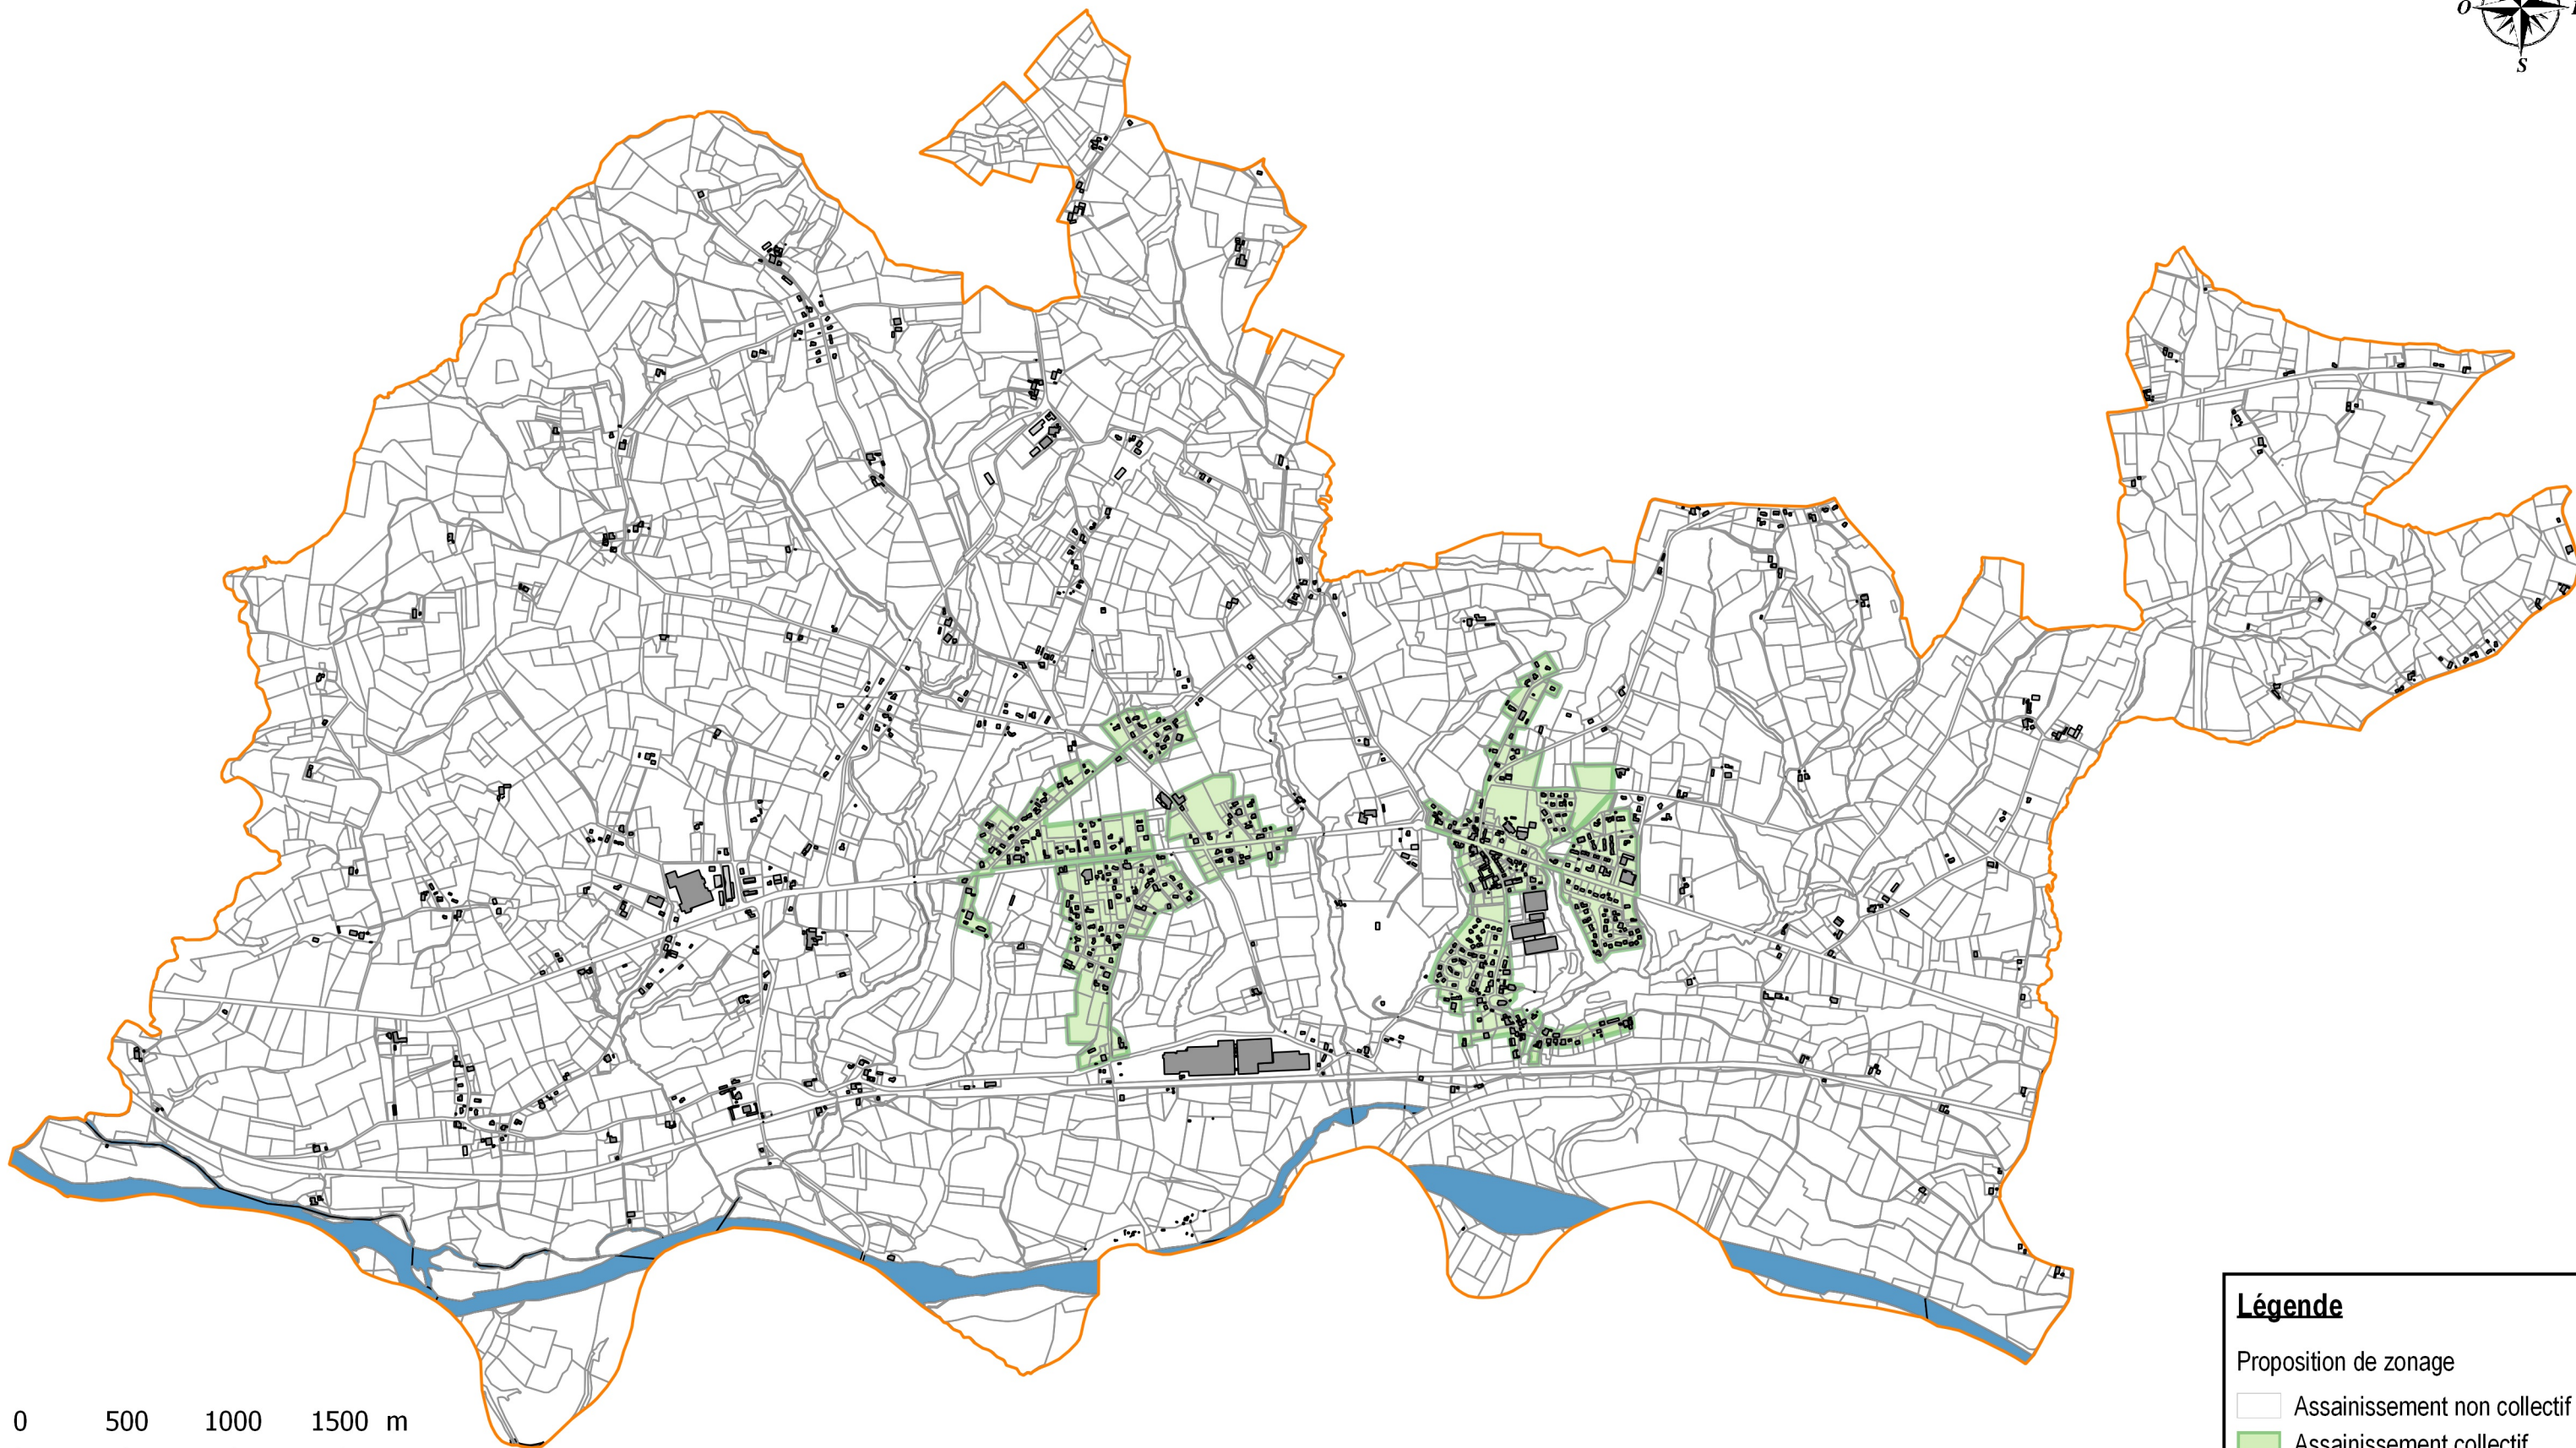 O
S
0 500 1000 1500 m
Légende
Proposition de zonage
Assainissement non collectif
Assainissement collectif